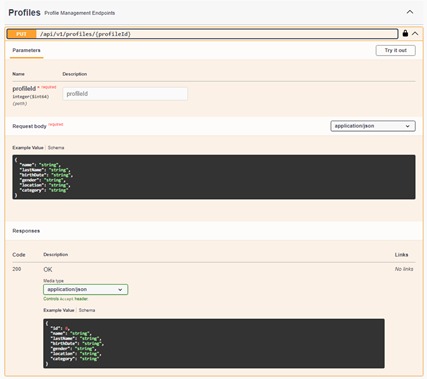 Profiles Profile Management Endpoints
PUT /api/v1/profiles/{profileId}
Parameters Try it out
Name Description
profileId * required
integer($int64)
(path)
profileId
Request body required application/json
Example Value | Schema
{
"name": "string",
"lastName": "string",
"birthDate": "string",
"gender": "string",
"location": "string",
"category": "string"
}
Responses
Code Description Links
200 OK No links
Media type
application/json
Controls Accept header.
Example Value | Schema
{
"id": 0,
"name": "string",
"lastName": "string",
"birthDate": "string",
"gender": "string",
"location": "string",
"category": "string"
}